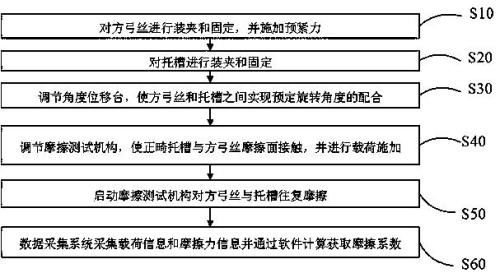 对方弓丝进行装夹和固定，并施加预紧力
S10
对托槽进行装夹和固定
S20
调节角度位移台，使方弓丝和托槽之间实现预定旋转角度的配合
S30
调节摩擦测试机构，使正畸托槽与方弓丝摩擦面接触，并进行载荷施加
S40
启动摩擦测试机构对方弓丝与托槽往复摩擦
S50
数据采集系统采集载荷信息和摩擦力信息并通过软件计算获取摩擦系数
S60